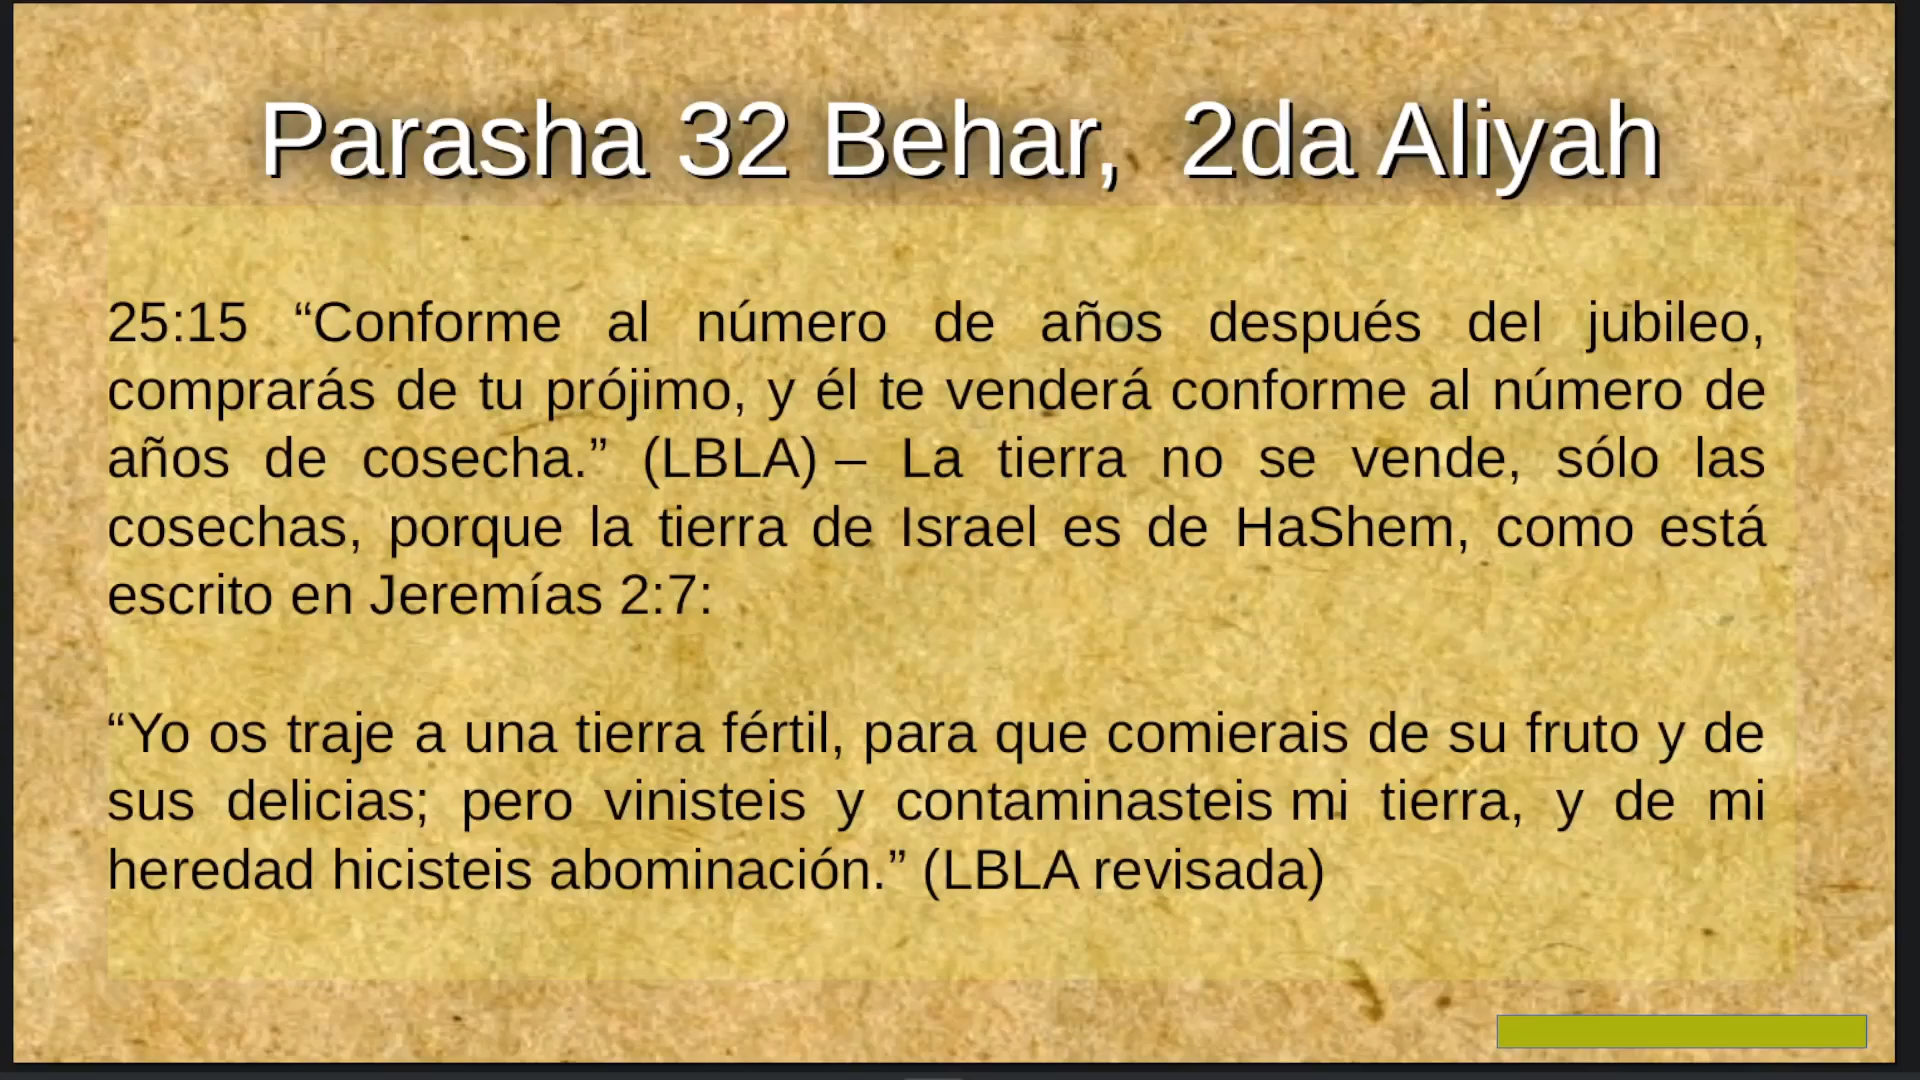 Parasha 32 Behar, 2da Aliyah
25:15 “Conforme al número de años después del jubileo,
comprarás de tu prójimo, y él te venderá conforme al número de
años de cosecha.” (LBLA) – La tierra no se vende, sólo las
cosechas, porque la tierra de Israel es de HaShem, como está
escrito en Jeremías 2:7:
“Yo os traje a una tierra fértil, para que comierais de su fruto y de
sus delicias; pero vinisteis y contaminasteis mi tierra, y de mi
heredad hicisteis abominación.” (LBLA revisada)